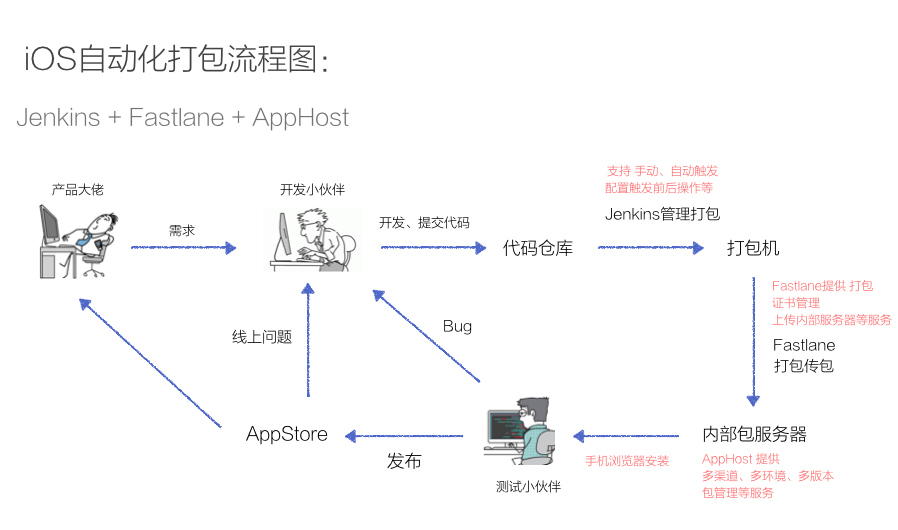 iOS自动化打包流程图：
Jenkins + Fastlane + AppHost
支持 手动、自动触发
配置触发前后操作等
Jenkins管理打包
产品大佬
开发小伙伴
需求
开发、提交代码
代码仓库
打包机
Fastlane提供 打包
证书管理
上传内部服务器等服务
Fastlane
打包传包
线上问题
Bug
AppStore
发布
测试小伙伴
手机浏览器安装
内部包服务器
AppHost 提供
多渠道、多环境、多版本
包管理等服务